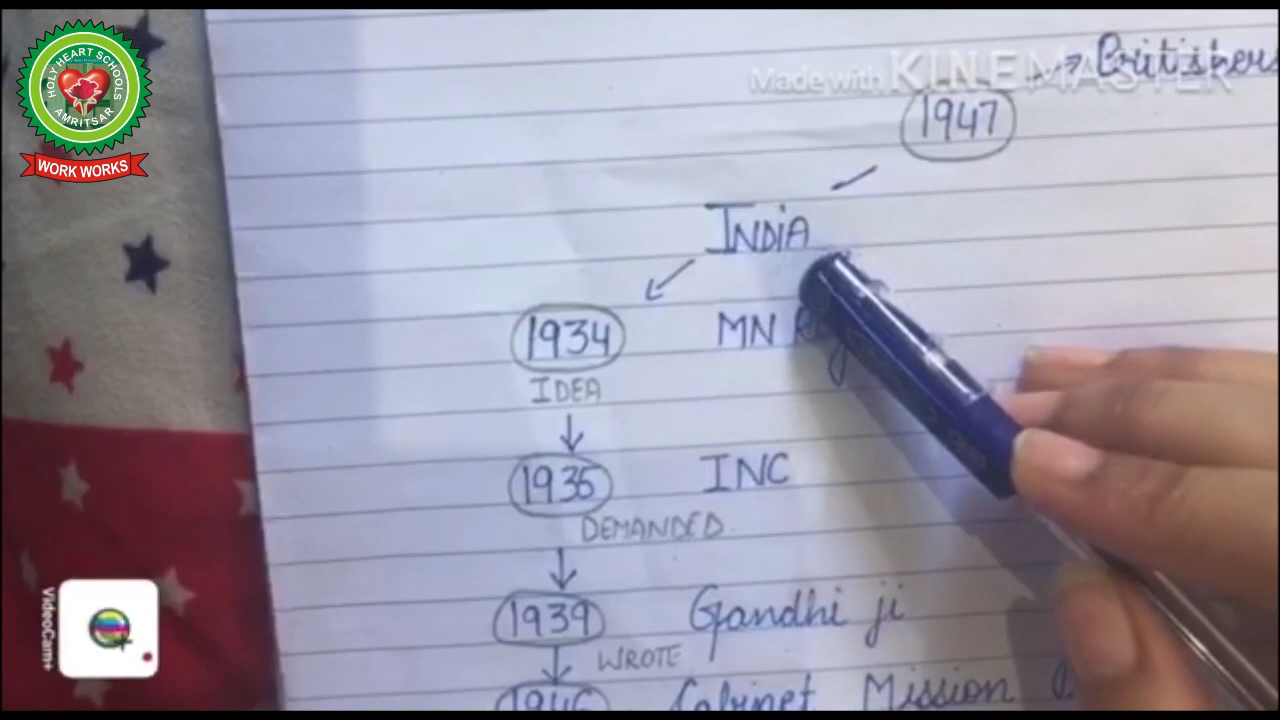 HOLY HEART SCHOOLS
AMRITSAR
WORK WORKS
Made with KINEMASTER
Britishers
1947
INDIA
1934 MN
IDEA
1935 INC
DEMANDED.
1939 Gandhi ji
WROTE
1946 Cabinet Mission
VideoCam+